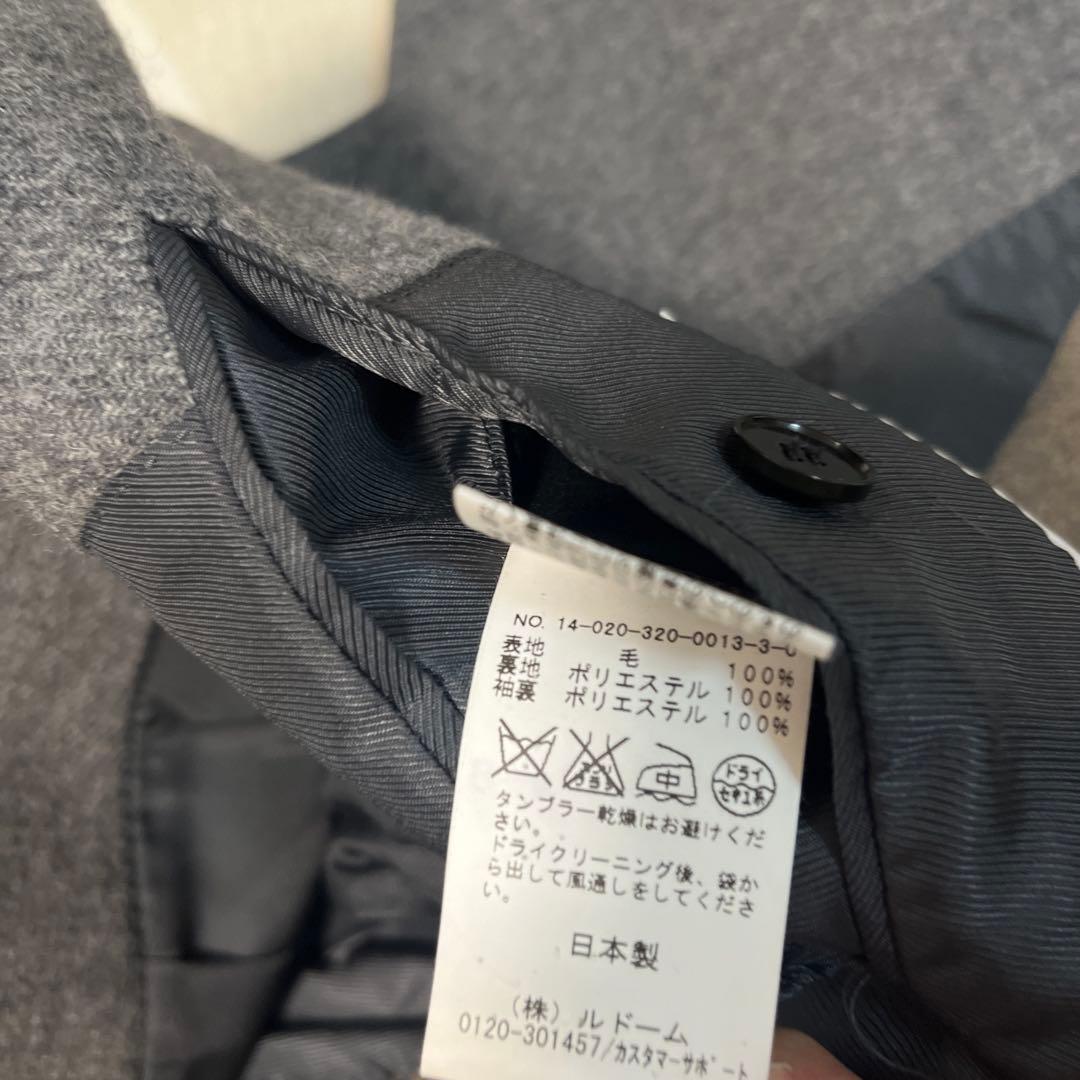 NO. 14-020-320-0013-3-0
表地 毛 100%
裏地 ポリエステル 100%
袖裏 ポリエステル 100%
中 ドライ
セキユ系
タンブラー乾燥はお避けくだ
さい。
ドライクリーニング後、袋か
ら出して風通しをしてくださ
い。
日本製
(株)ルドーム
0120-301457/カスタマーサポート